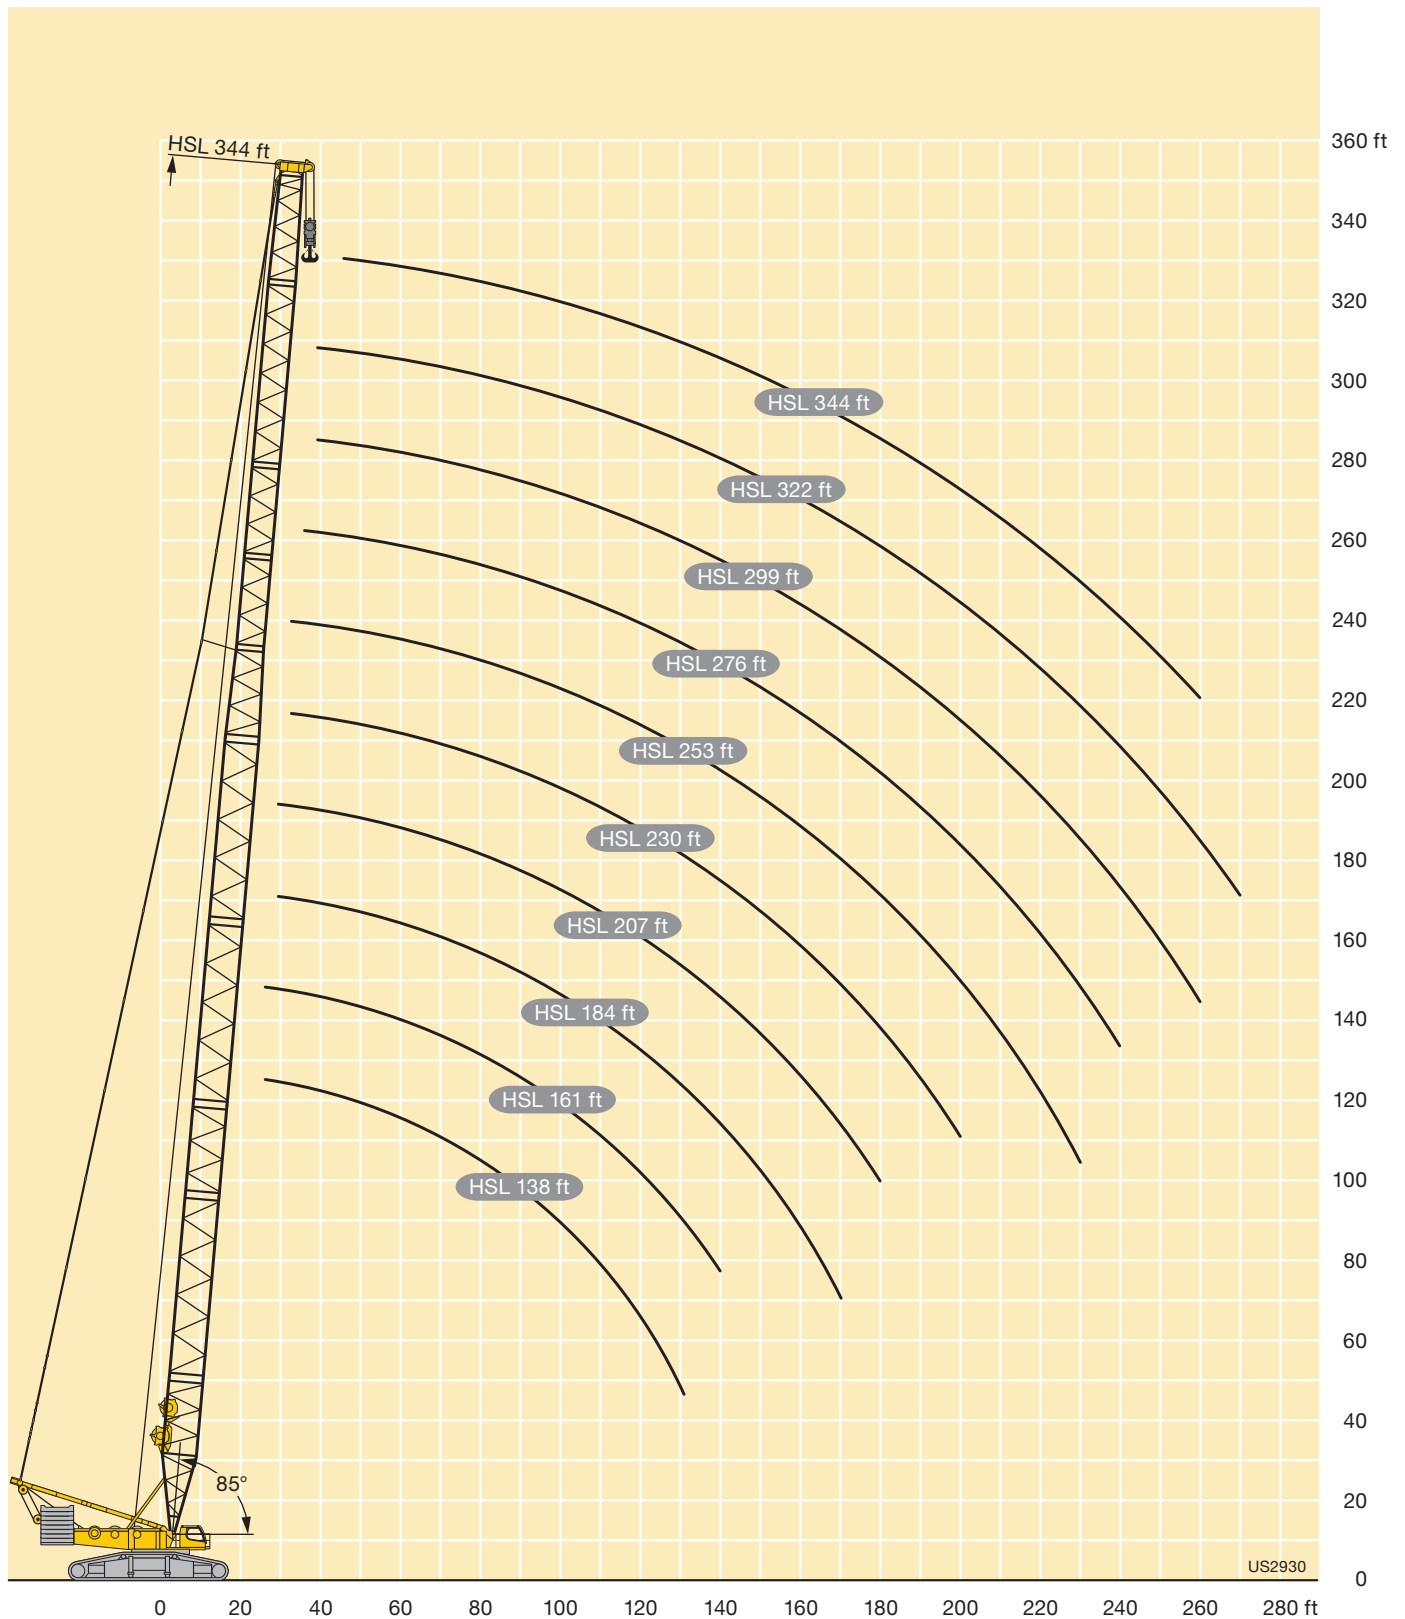 360 ft
HSL 344 ft
340
320
300
HSL 344 ft
280
HSL 322 ft
260
HSL 299 ft
240
HSL 276 ft
220
HSL 253 ft
200
HSL 230 ft
180
HSL 207 ft
160
HSL 184 ft
140
HSL 161 ft
120
HSL 138 ft
100
80
60
40
85°
20
US2930
0
0 20 40 60 80 100 120 140 160 180 200 220 240 260 280 ft